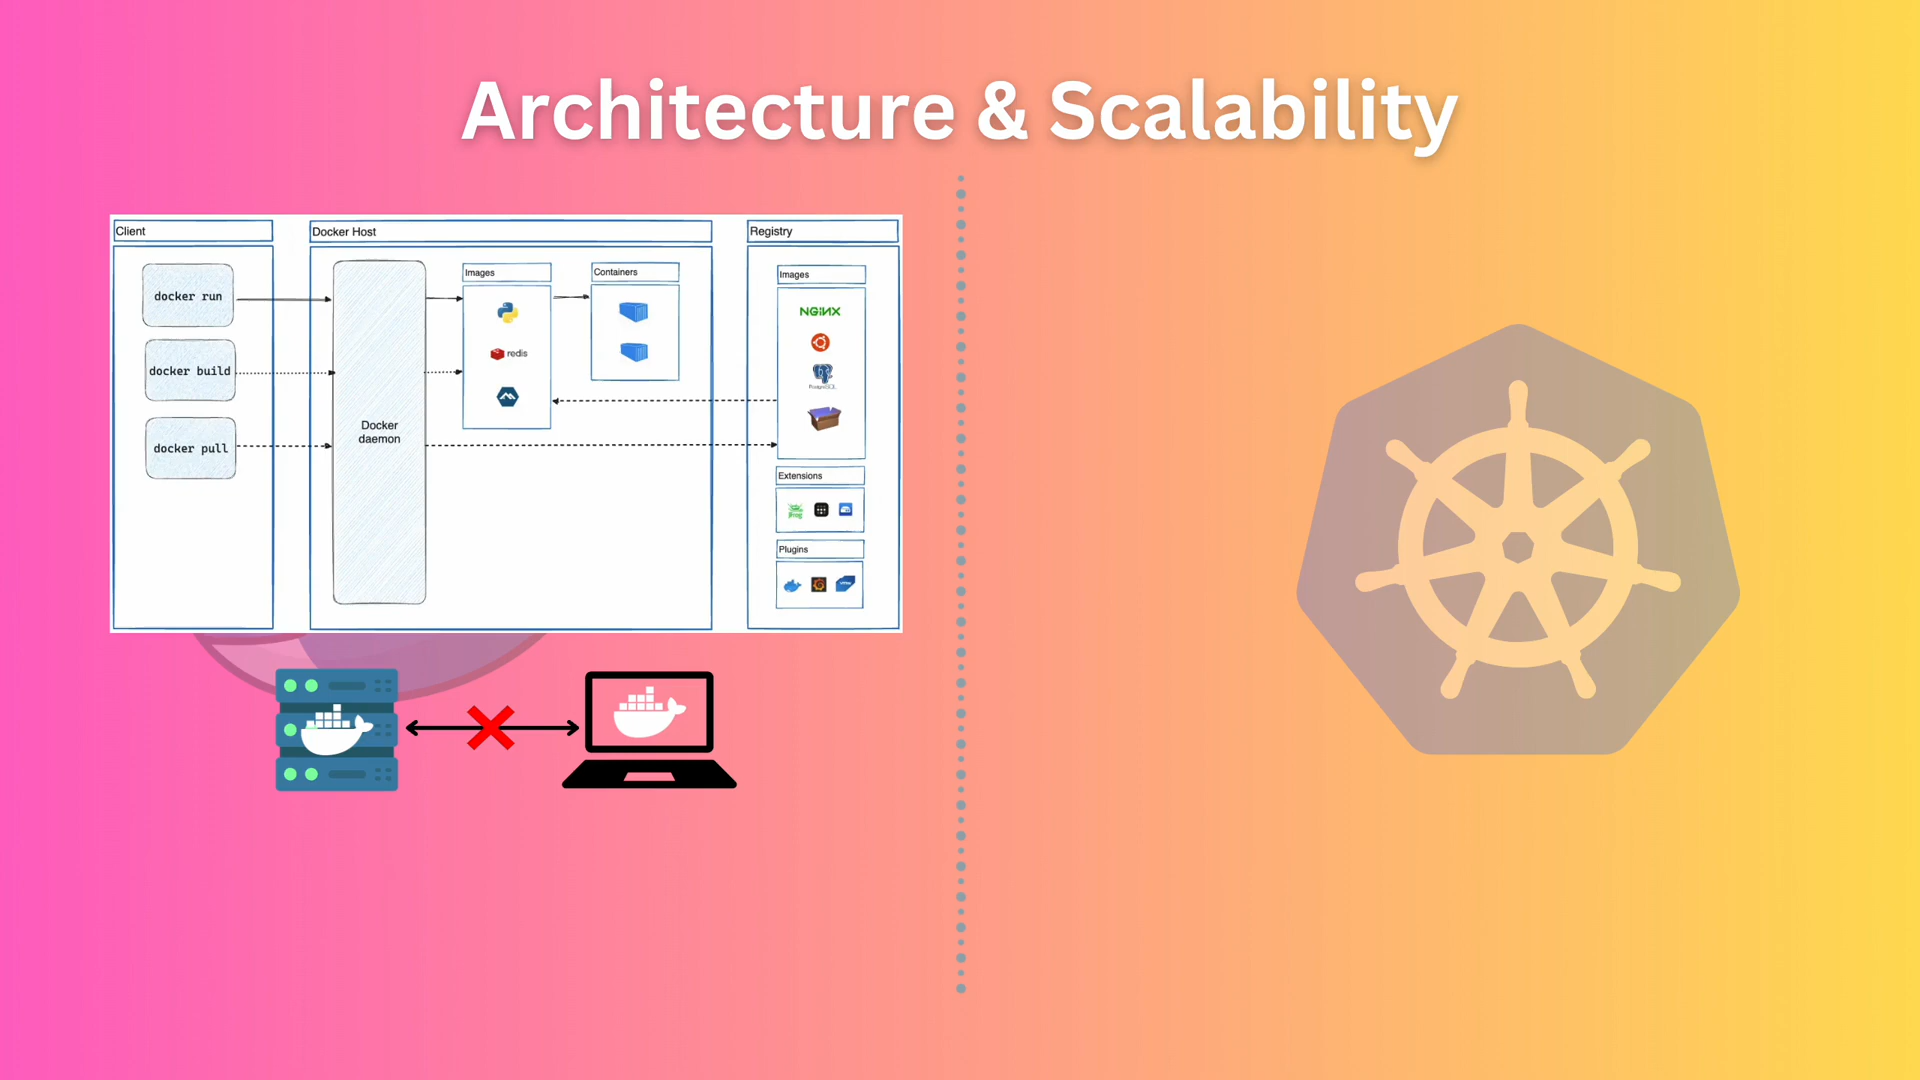 Architecture & Scalability
Client
docker run
docker build
docker pull
Docker Host
Docker
daemon
Images
redis
Containers
Registry
Images
NGINX
PostgreSQL
Extensions
Plugins